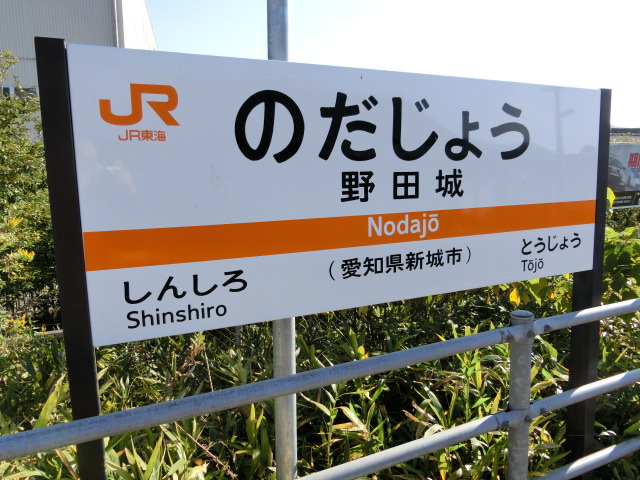 JR
JR東海
のだじょう
野田城
Nodajō
しんしろ
Shinshiro
（愛知県新城市）
とうじょう
Tōjō